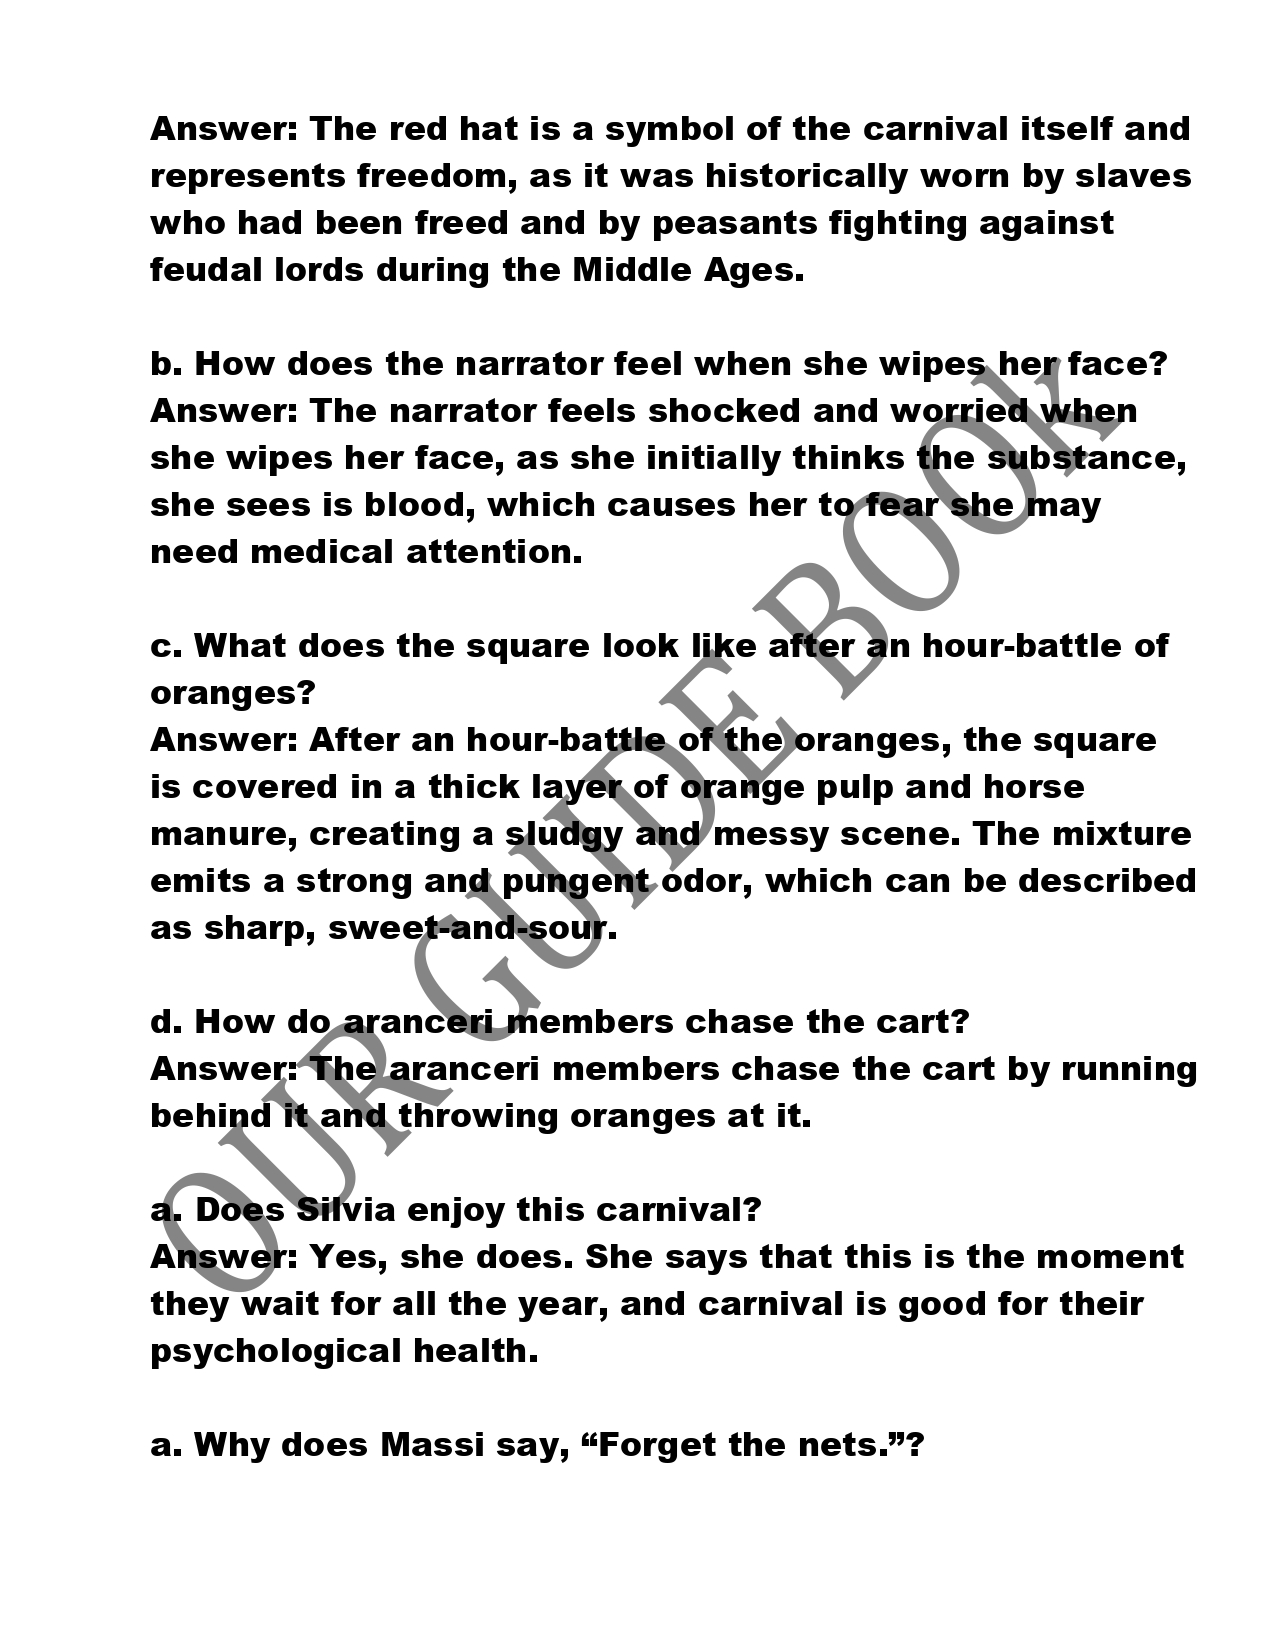 Answer: The red hat is a symbol of the carnival itself and
represents freedom, as it was historically worn by slaves
who had been freed and by peasants fighting against
feudal lords during the Middle Ages.
b. How does the narrator feel when she wipes her face?
Answer: The narrator feels shocked and worried when
she wipes her face, as she initially thinks the substance,
she sees is blood, which causes her to fear she may
need medical attention.
c. What does the square look like after an hour-battle of
oranges?
Answer: After an hour-battle of the oranges, the square
is covered in a thick layer of orange pulp and horse
manure, creating a sludgy and messy scene. The mixture
emits a strong and pungent odor, which can be described
as sharp, sweet-and-sour.
d. How do aranceri members chase the cart?
Answer: The aranceri members chase the cart by running
behind it and throwing oranges at it.
a. Does Silvia enjoy this carnival?
Answer: Yes, she does. She says that this is the moment
they wait for all the year, and carnival is good for their
psychological health.
a. Why does Massi say, “Forget the nets.”?
OUR GUIDE BOOk